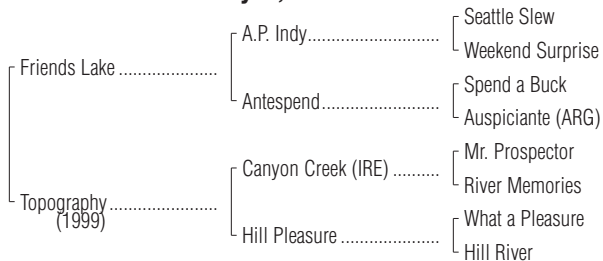 Seattle Slew
A.P. Indy
Weekend Surprise
Friends Lake
Spend a Buck
Antespend
Auspiciante (ARG)
Mr. Prospector
Canyon Creek (IRE)
River Memories
Topography
(1999)
What a Pleasure
Hill Pleasure
Hill River